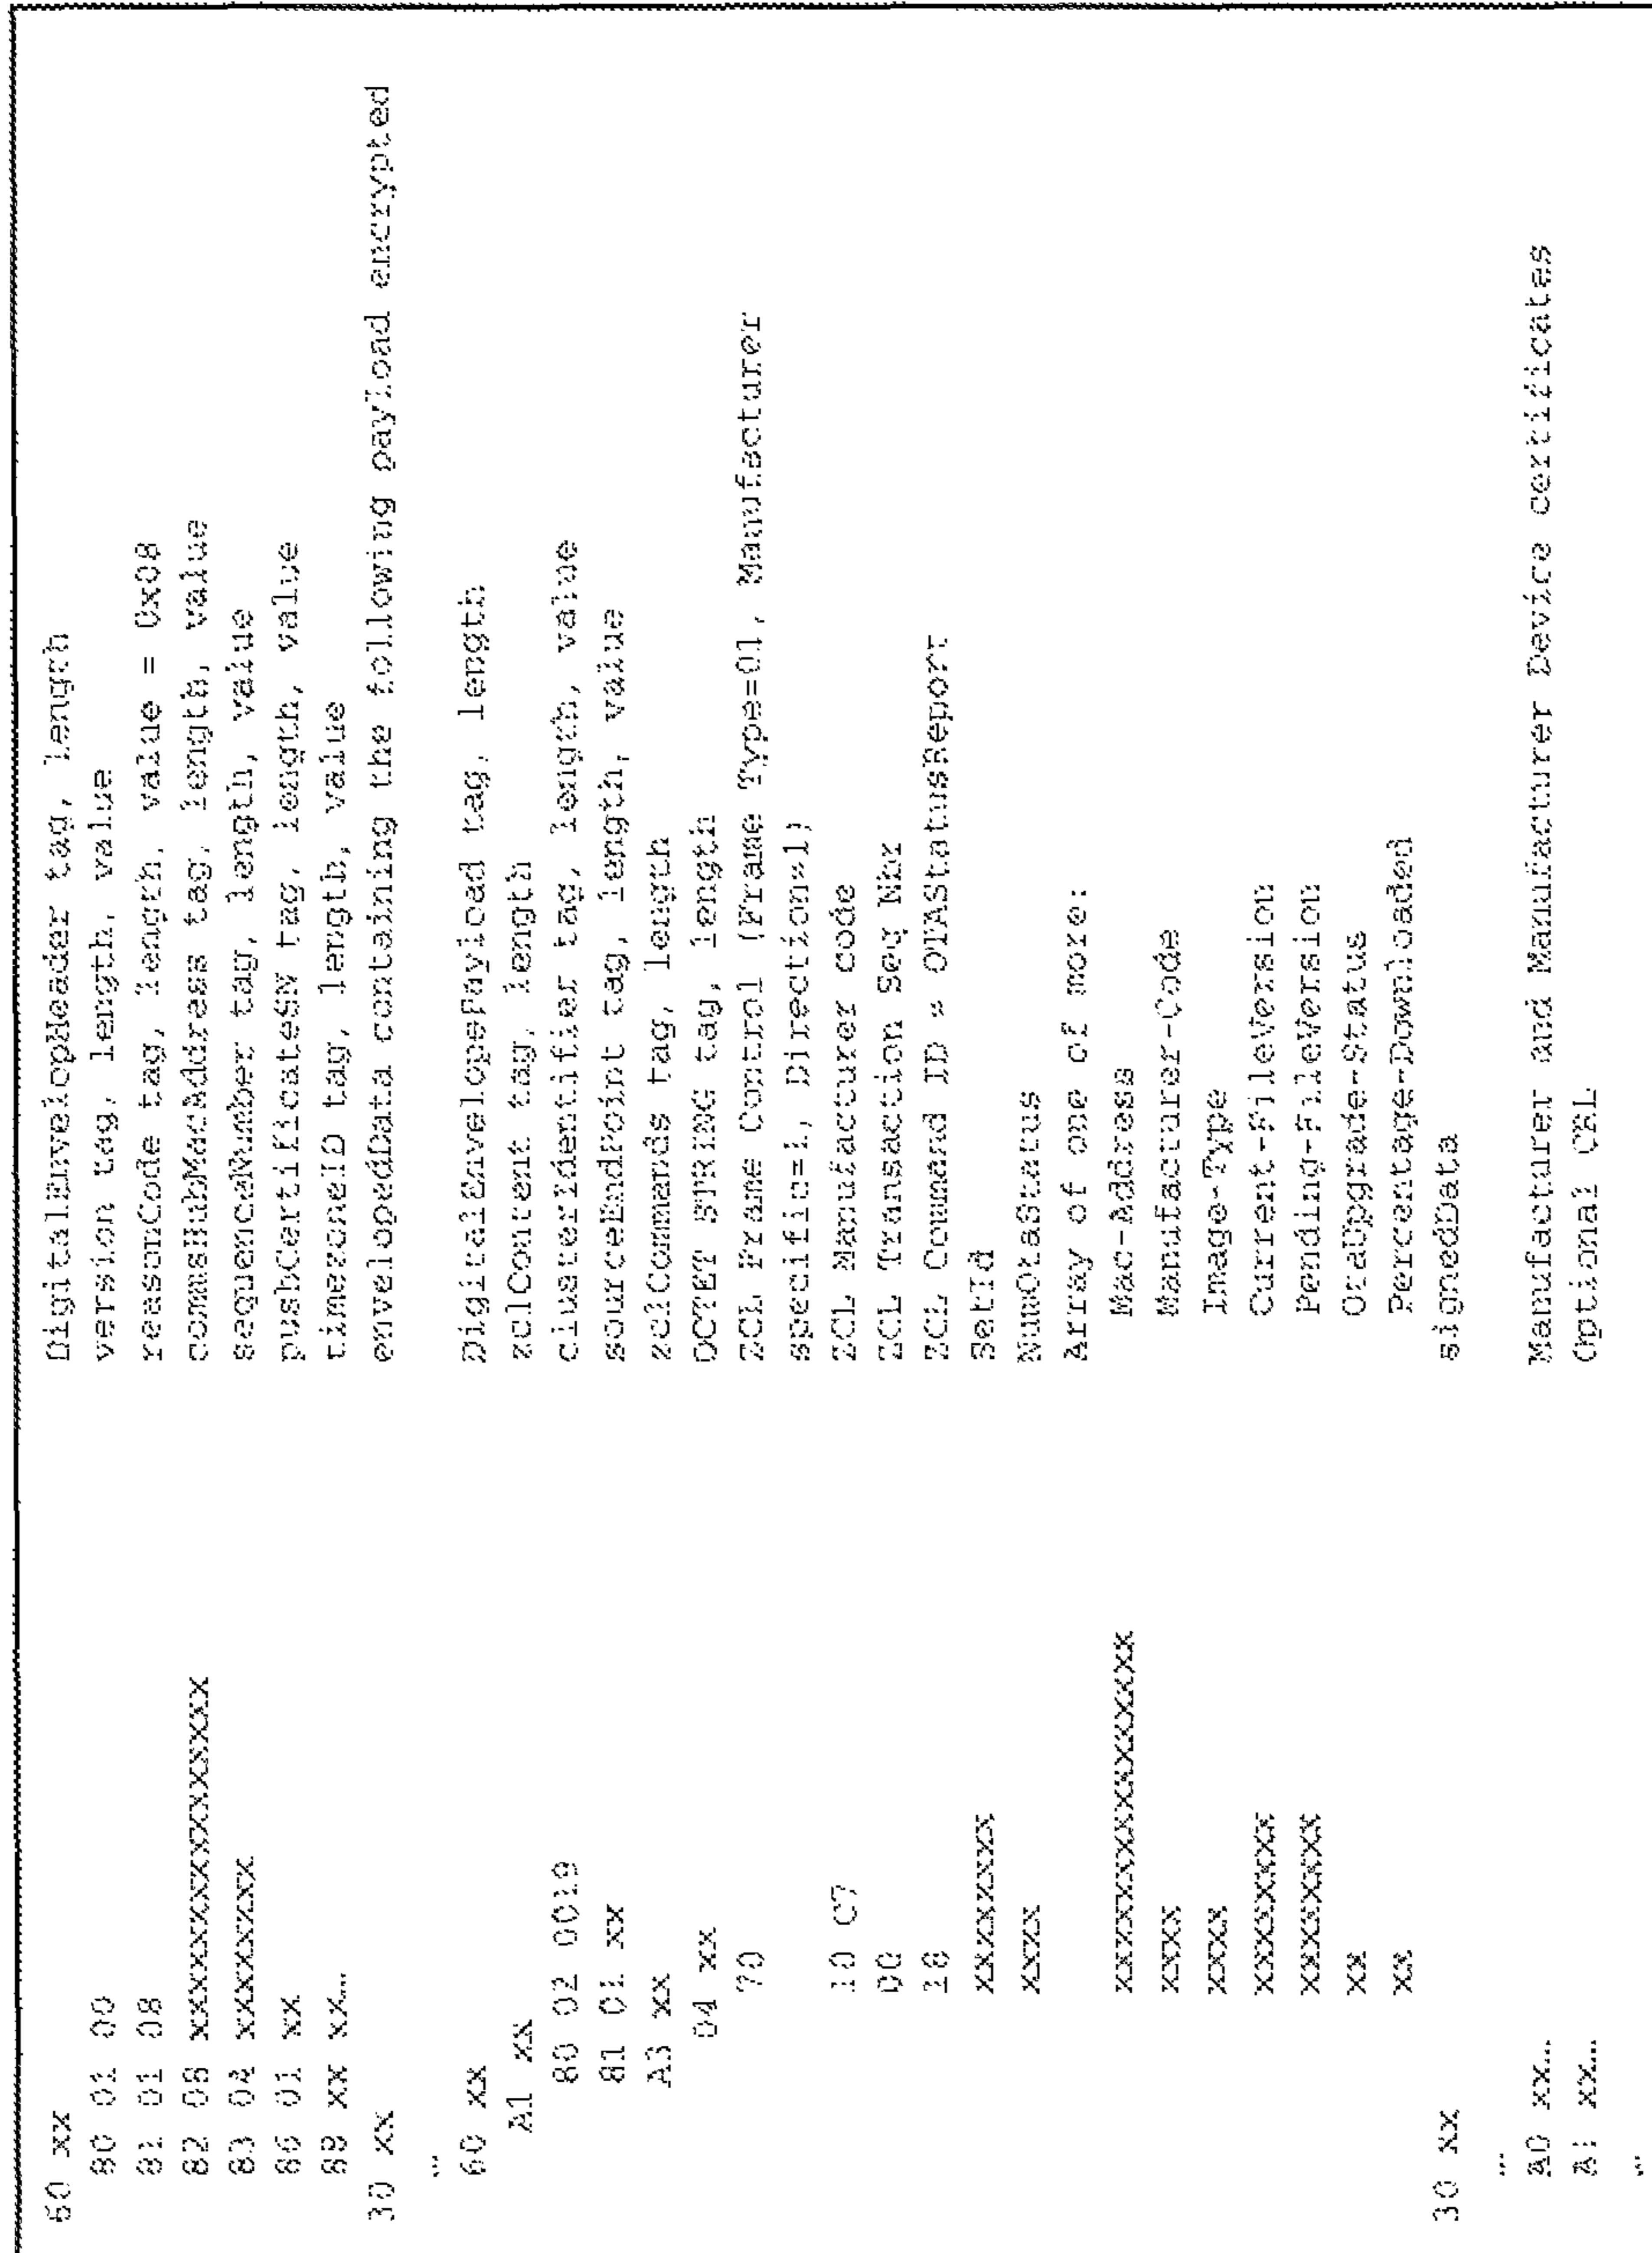 60 xx DigitalEnvelopHeader tag, length
80 01 00 version tag, length, value
81 01 08 reasonCode tag, length, value = 0x08
82 08 xxxxxxxxxxxxxxxx commsHubMacAddress tag, length, value
83 04 xxxxxxxx sequenceNumber tag, length, value
86 01 xx pushCertificateSN tag, length, value
88 xx xx… timezoneID tag, length, value
30 xx envelopedData containing the following payload encrypted
…
60 xx DigitalEnvelopePayload tag, length
A1 xx zclContent tag, length
80 02 0019 clusterIdentifier tag, length, value
81 01 xx sourceEndPoint tag, length, value
A3 xx zclCommands tag, length
04 xx OCTET STRING tag, length
70 ZCL Frame Control (Frame Type=01, Manufacturer
specific=1, Direction=1)
10 C7 ZCL Manufacturer code
00 ZCL Transaction Seq Nbr
18 ZCL Command ID = OTAStatusReport
xxxxxxxx SetId
xxxx NumOtaStatus
Array of one of more:
xxxxxxxxxxxxxxxx Mac-Address
xxxx Manufacturer-Code
xxxx Image-Type
xxxxxxxx Current-FileVersion
xxxxxxxx Pending-FileVersion
xx OtaUpgrade-Status
xx Percentage-Downloaded
30 xx signedData
…
A0 xx… Manufacturer and Manufacturer Device certificates
A1 xx… Optional CRL
…